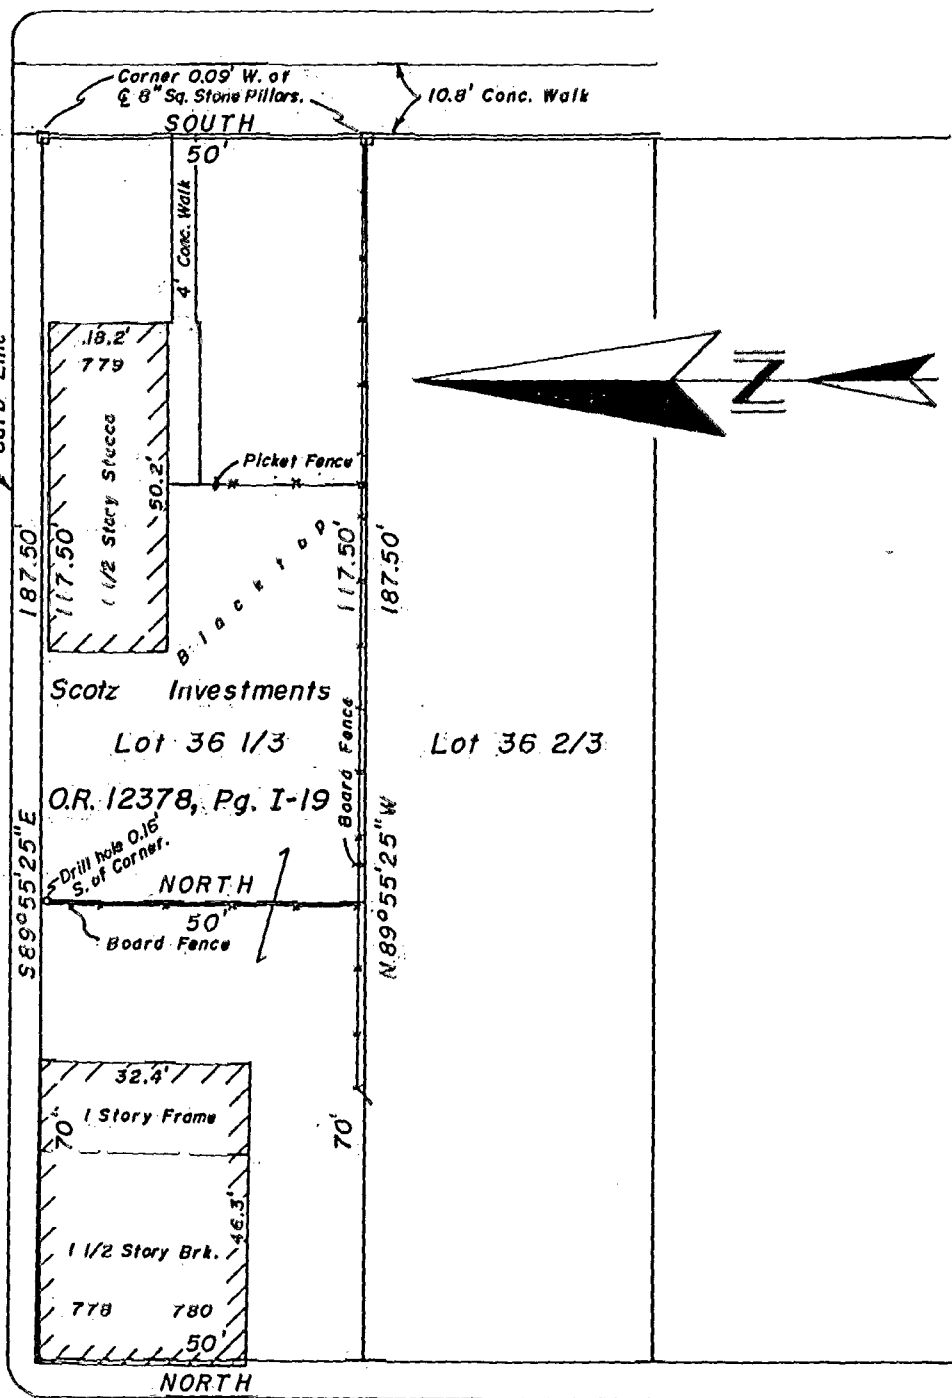 Corner 0.09' W. of
℄ 8" Sq. Stone Pillars.
10.8' Conc. Walk
SOUTH
50'
4' Conc. Walk
18.2'
779
1 1/2 Story Stucco
50.2'
117.50'
187.50'
Picket Fence
Blacktop
117.50'
187.50'
N
Scotz Investments
Lot 36 1/3
O.R. 12378, Pg. I-19
Lot 36 2/3
Board Fence
S89°55'25"E
N.89°55'25"W
Drill hole 0.16'
S. of Corner.
NORTH
50'
Board Fence
32.4'
1 Story Frame
70'
70'
46.3'
1 1/2 Story Brk.
778 780
50'
NORTH